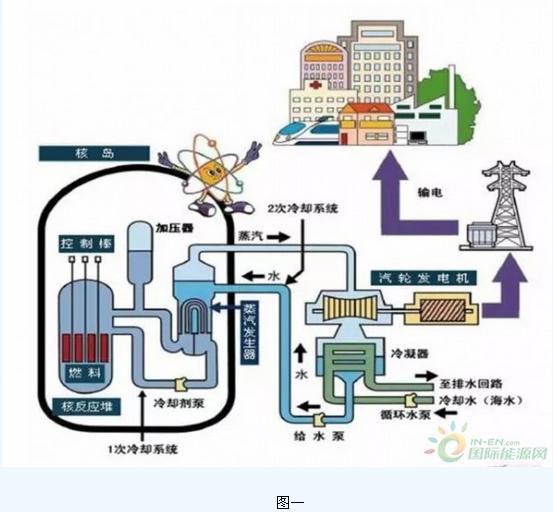 核岛
2次冷却系统
输电
控制棒
加压器
蒸汽
水
汽轮发电机
蒸汽发生器
水
冷凝器
燃料
冷却剂泵
至排水回路
冷却水（海水）
循环水泵
核反应堆
给水泵
1次冷却系统
IN-EN.com
国际能源网
图一